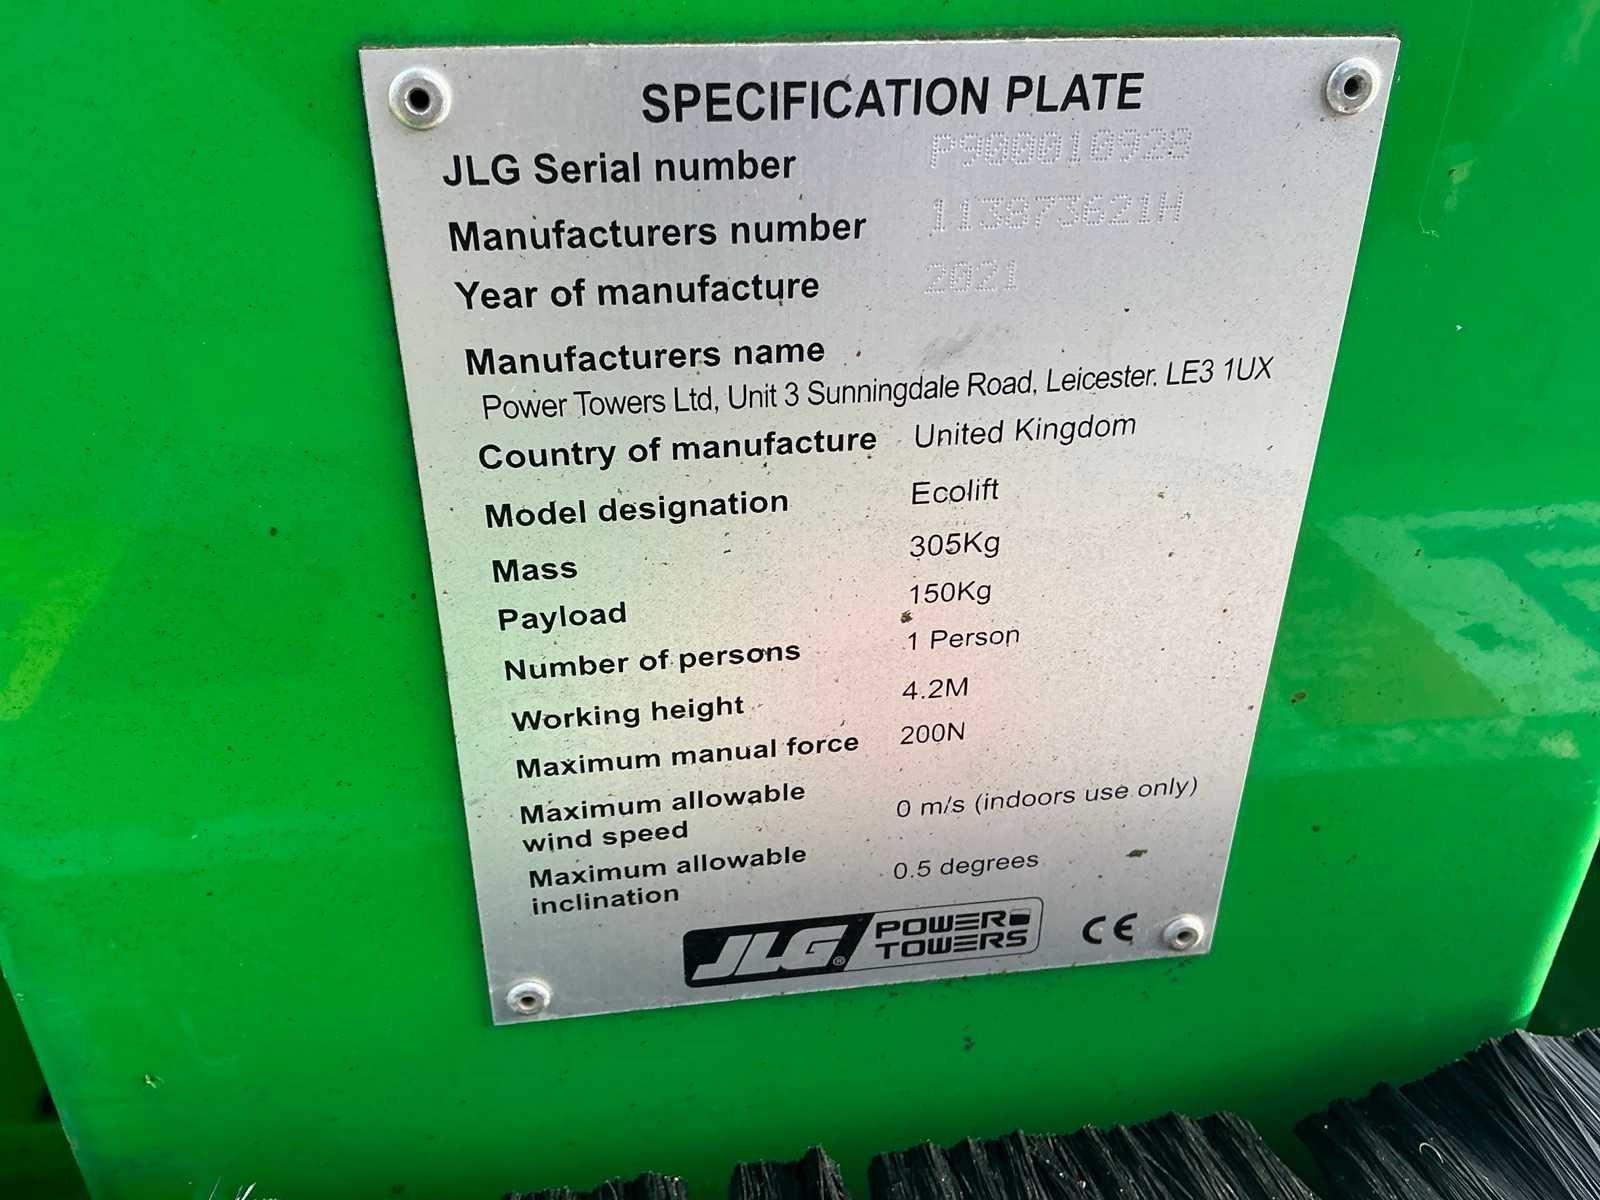 SPECIFICATION PLATE
JLG Serial number P900010928
Manufacturers number 113873621H
Year of manufacture 2021
Manufacturers name
Power Towers Ltd, Unit 3 Sunningdale Road, Leicester. LE3 1UX
Country of manufacture United Kingdom
Model designation Ecolift
Mass 305Kg
Payload 150Kg
Number of persons 1 Person
Working height 4.2M
Maximum manual force 200N
Maximum allowable
wind speed 0 m/s (indoors use only)
Maximum allowable
inclination 0.5 degrees
JLG® POWER
TOWERS CE